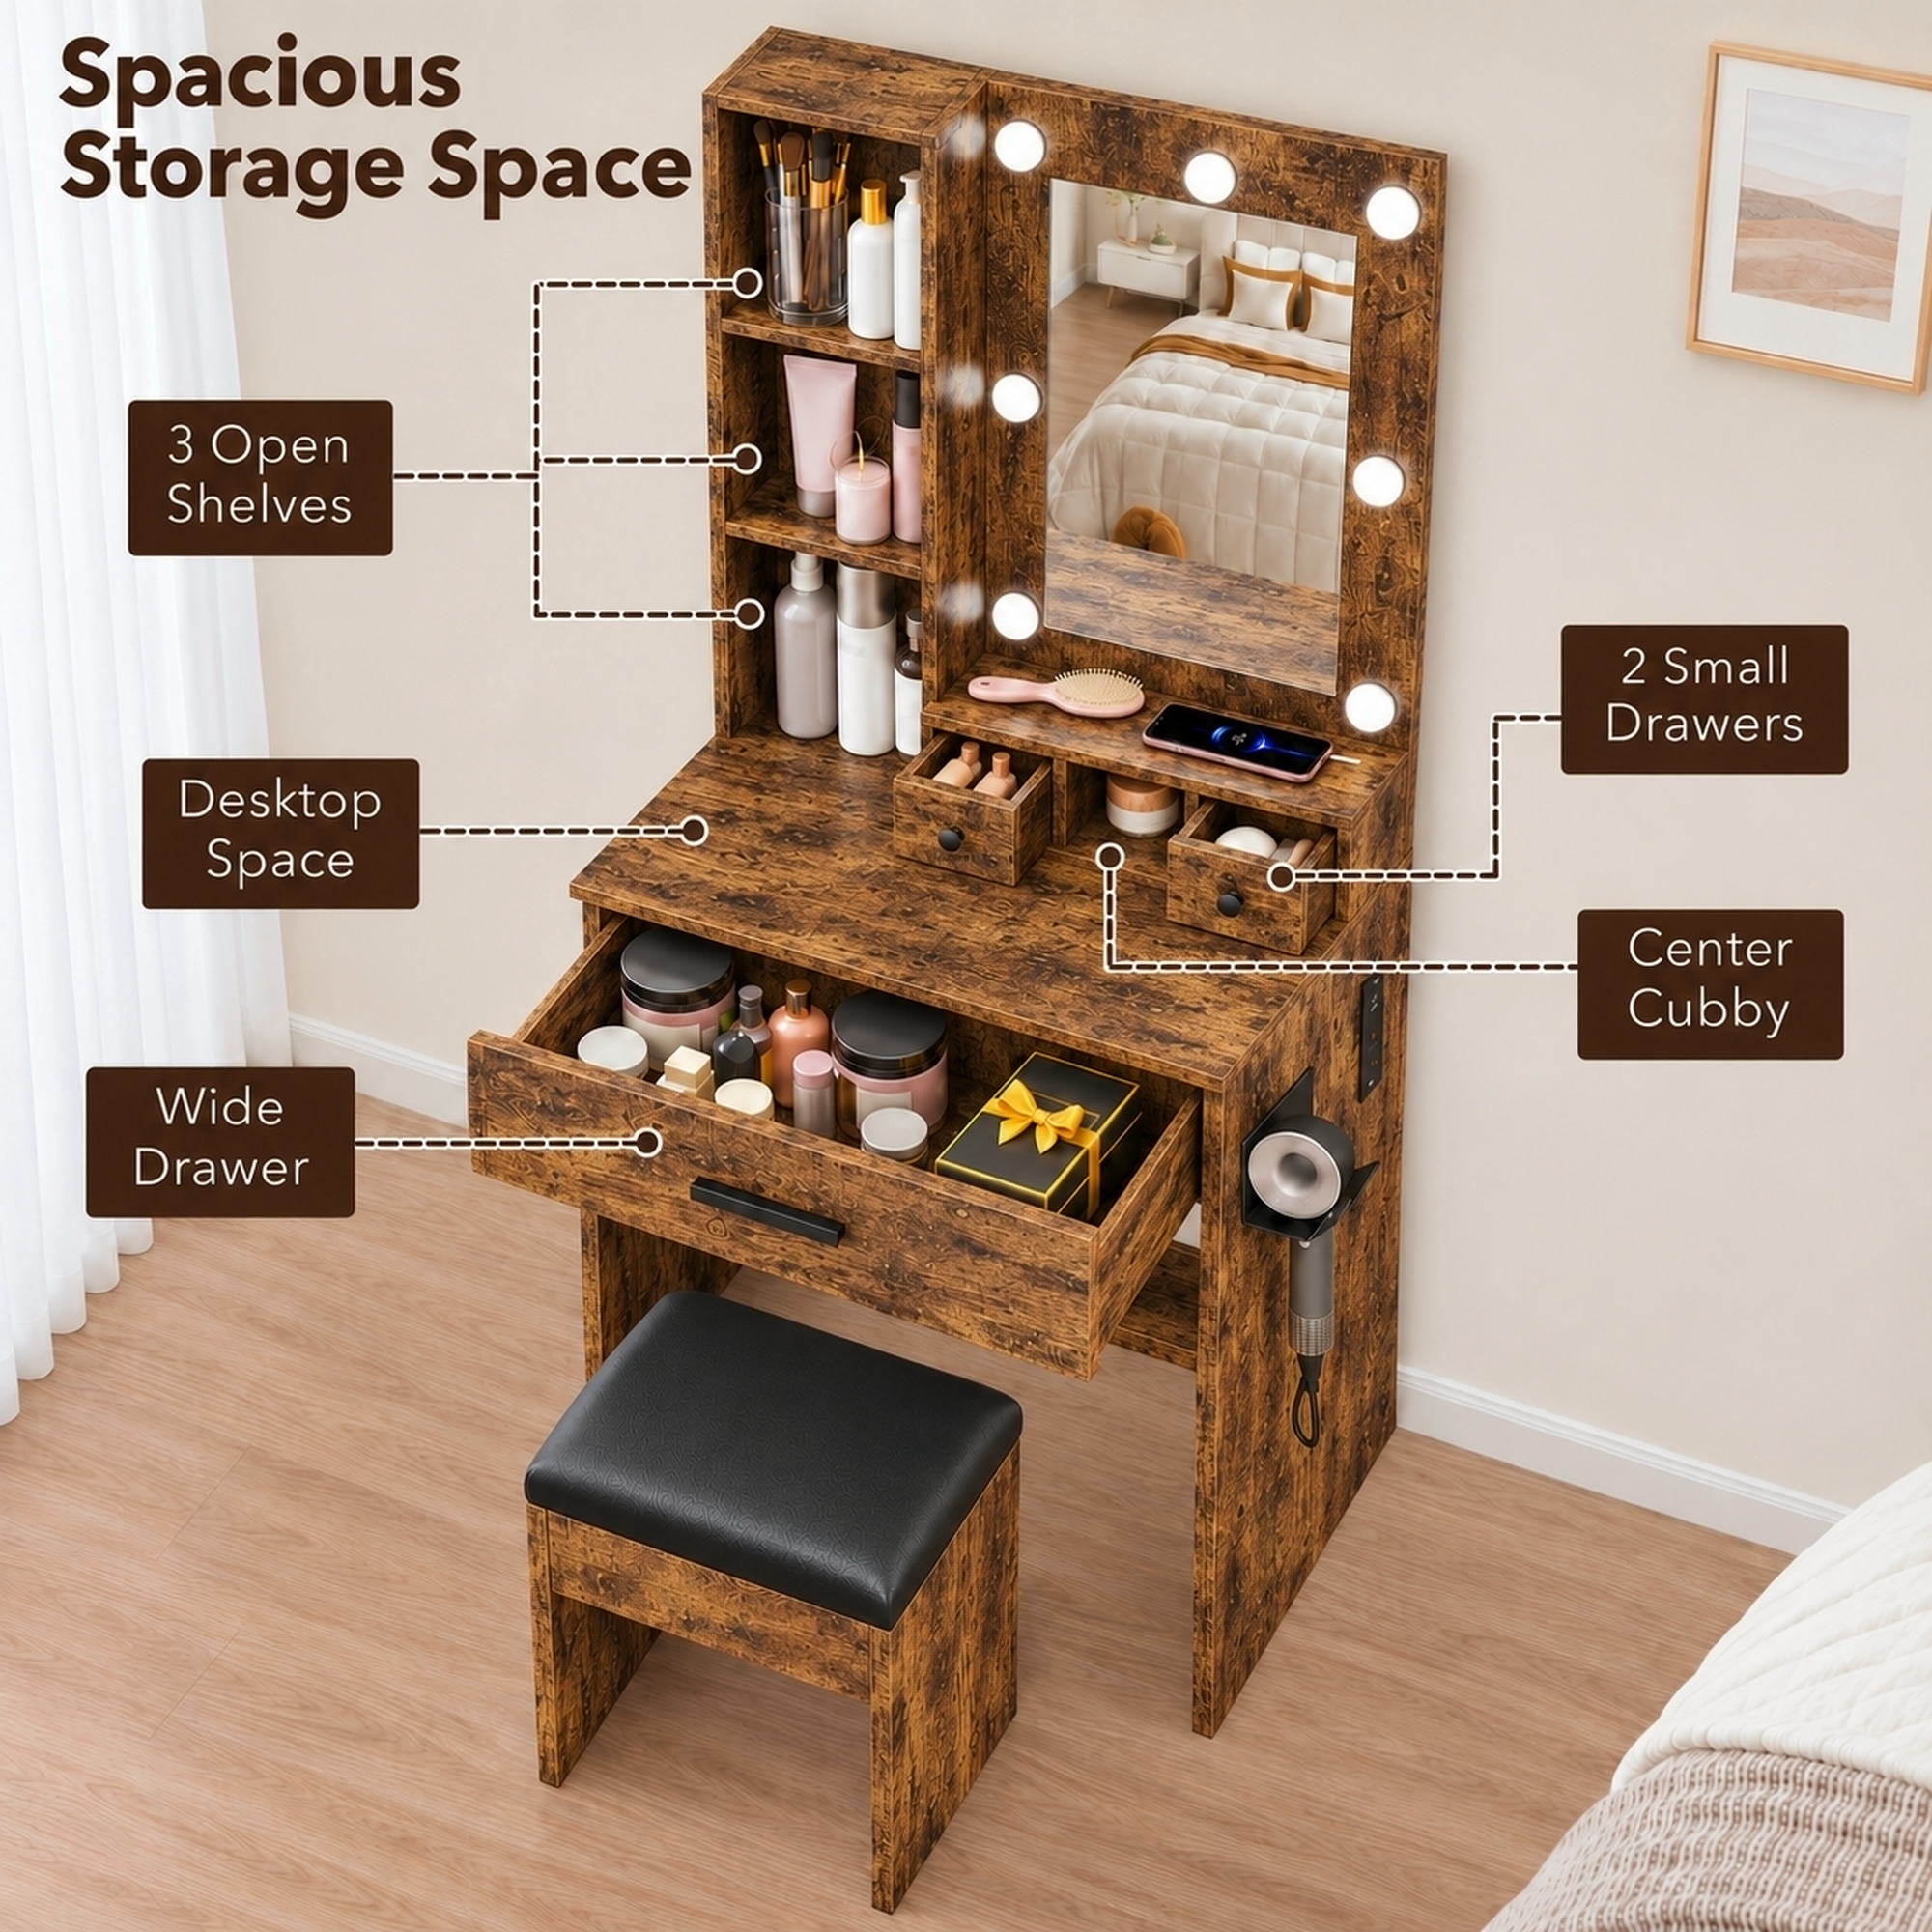 Spacious
Storage Space
3 Open
Shelves
Desktop
Space
Wide
Drawer
2 Small
Drawers
Center
Cubby